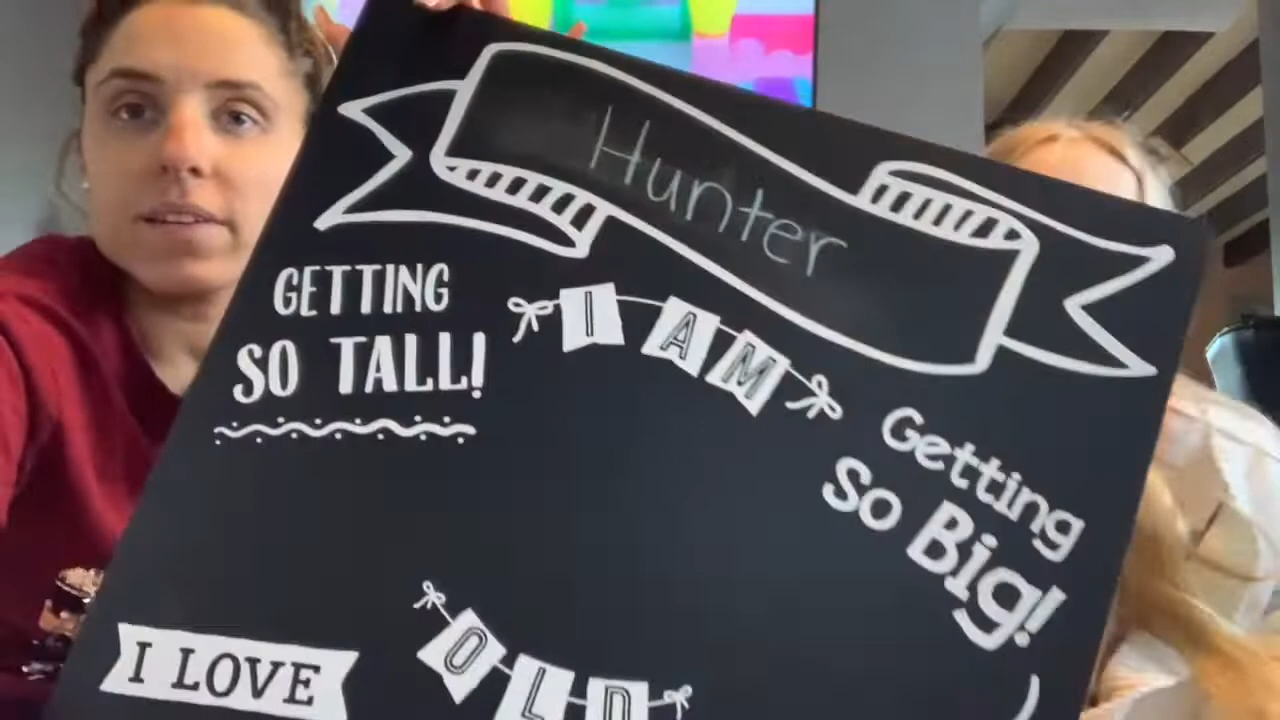 Hunter
GETTING
SO TALL!
I AM
Getting
So Big!
I LOVE
OLD